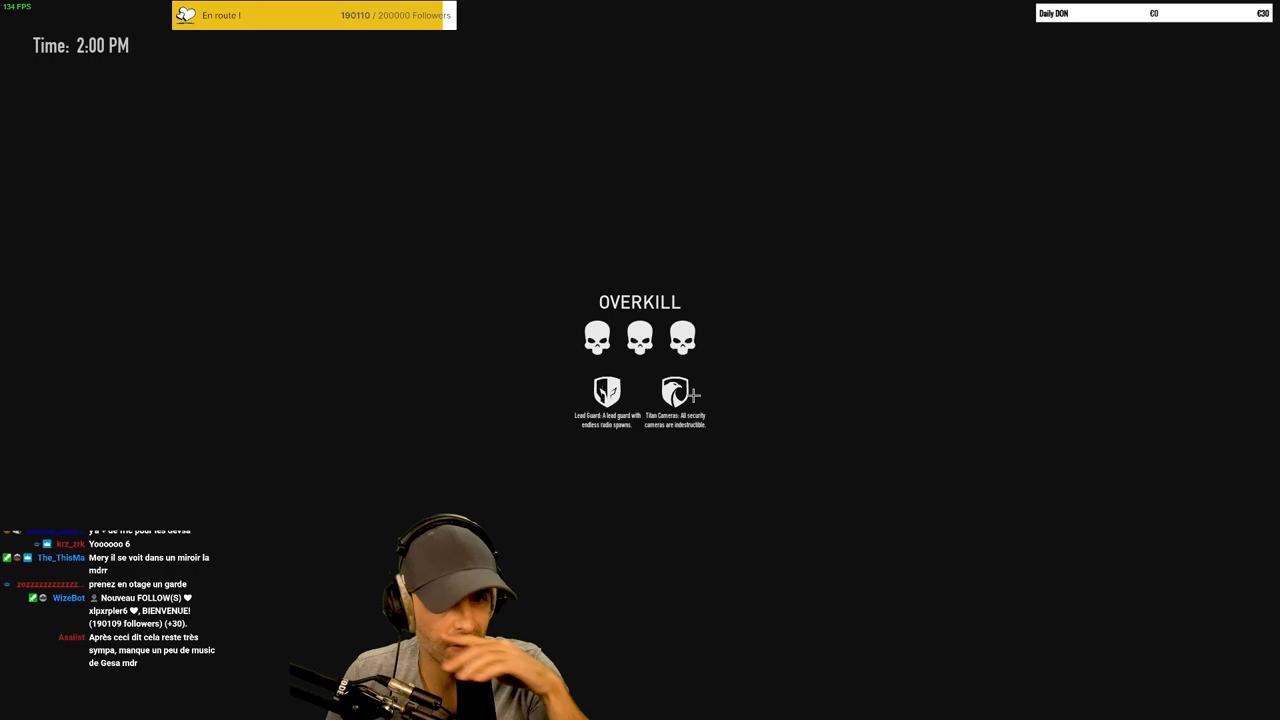 134 FPS
En route !
190110 / 200000 Followers
Daily DON
€0
€30
Time: 2:00 PM
OVERKILL
Lead Guard: A lead guard with
endless radio spawns.
Titan Cameras: All security
cameras are indestructible.
krz_zrk Yoooooo 6
The_ThisMa Mery il se voit dans un miroir la
mdrr
zozzzzzzzzzzzz... prenez en otage un garde
WizeBot Nouveau FOLLOW(S)
xlpxrpler6, BIENVENUE!
(190109 followers) (+30).
Asaiist Après ceci dit cela reste très
sympa, manque un peu de music
de Gesa mdr